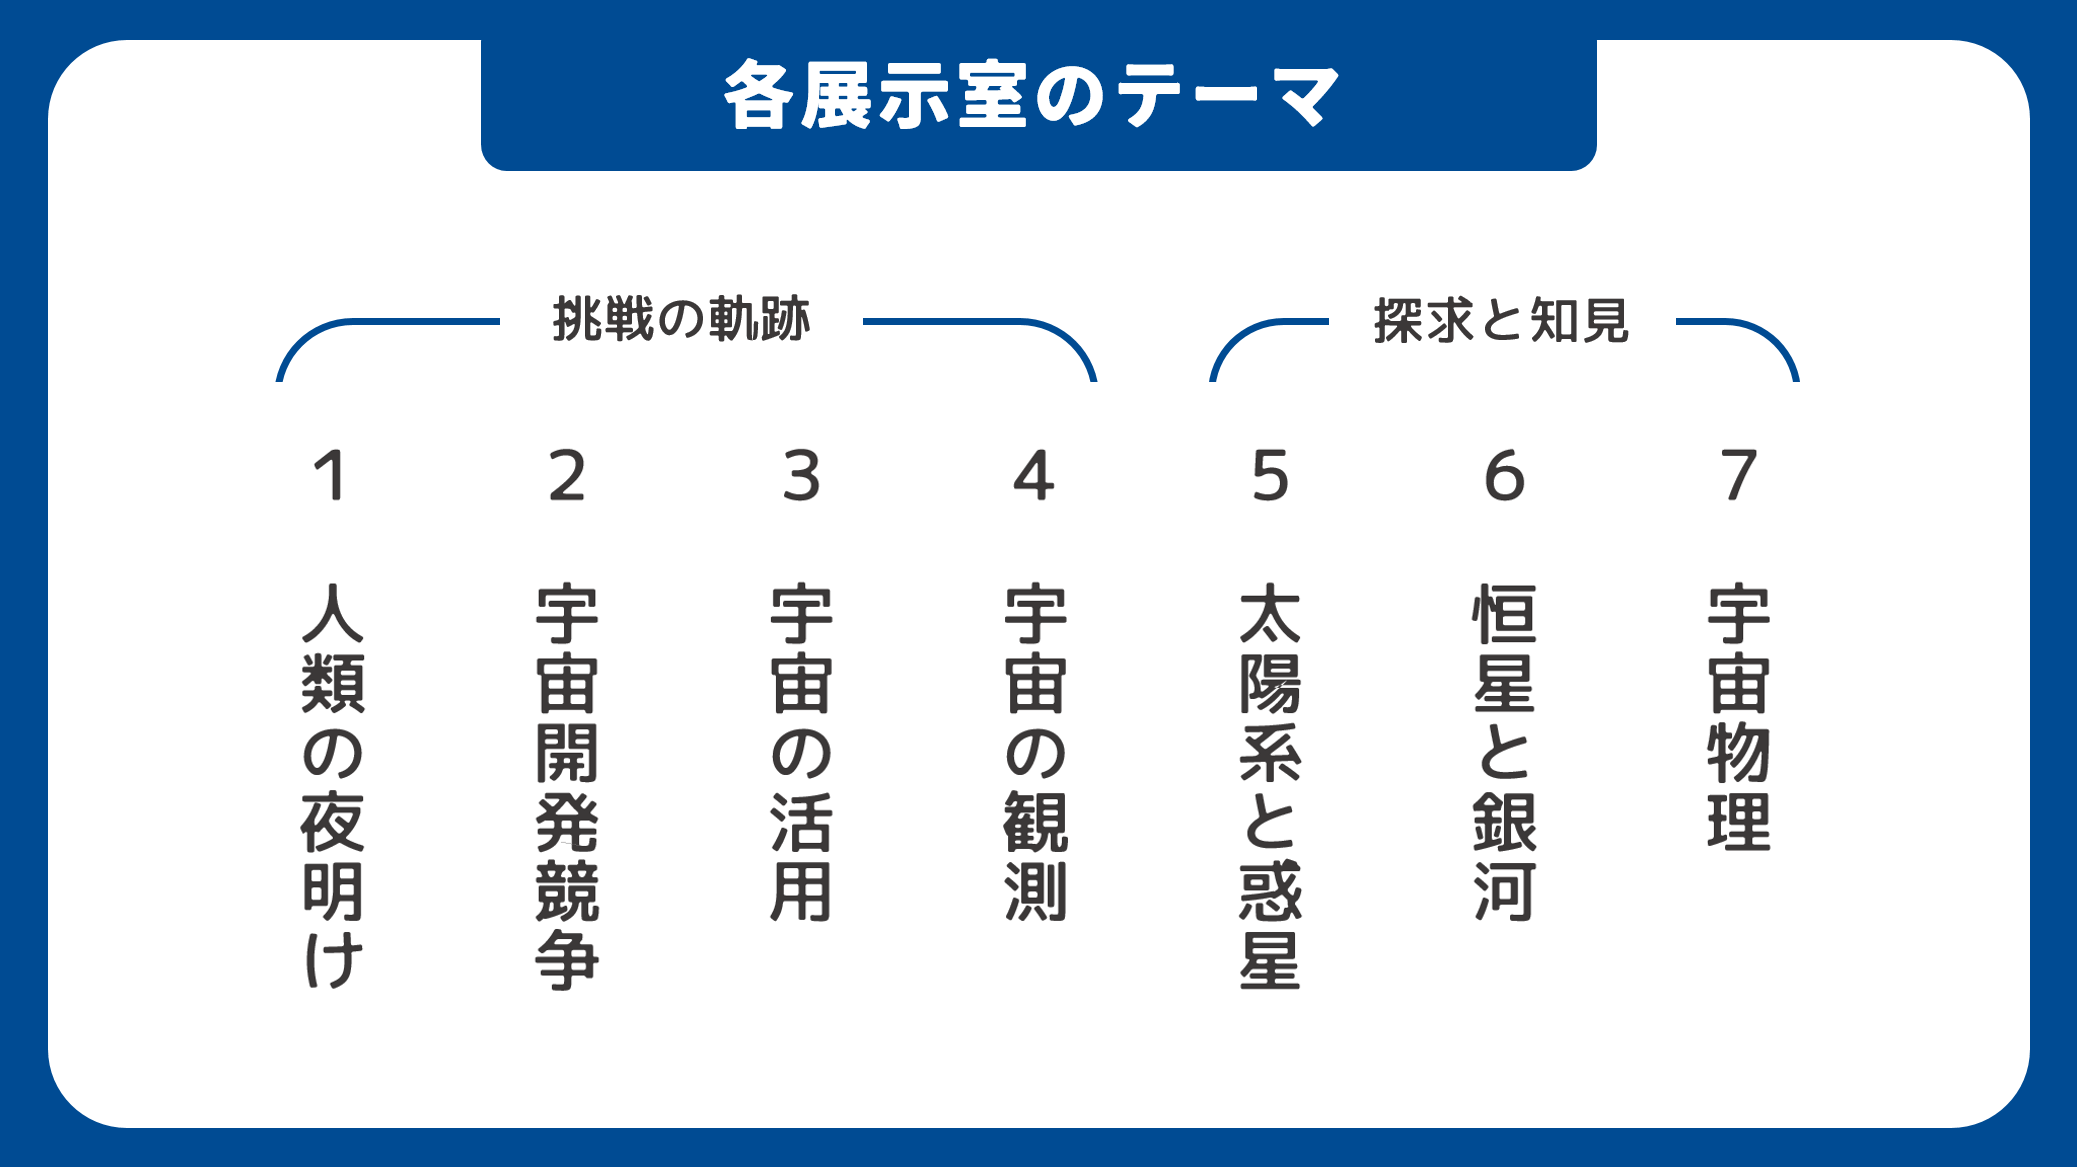 各展示室のテーマ
挑戦の軌跡
1
人類の夜明け
2
宇宙開発競争
3
宇宙の活用
4
宇宙の観測
探求と知見
5
太陽系と惑星
6
恒星と銀河
7
宇宙物理